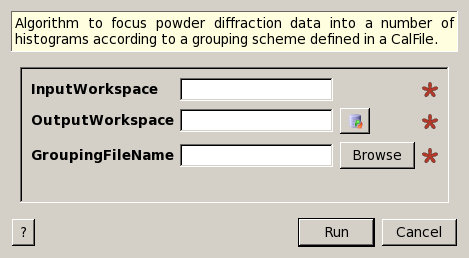 Algorithm to focus powder diffraction data into a number of
histograms according to a grouping scheme defined in a CalFile.
InputWorkspace
OutputWorkspace
GroupingFileName Browse
? Run Cancel